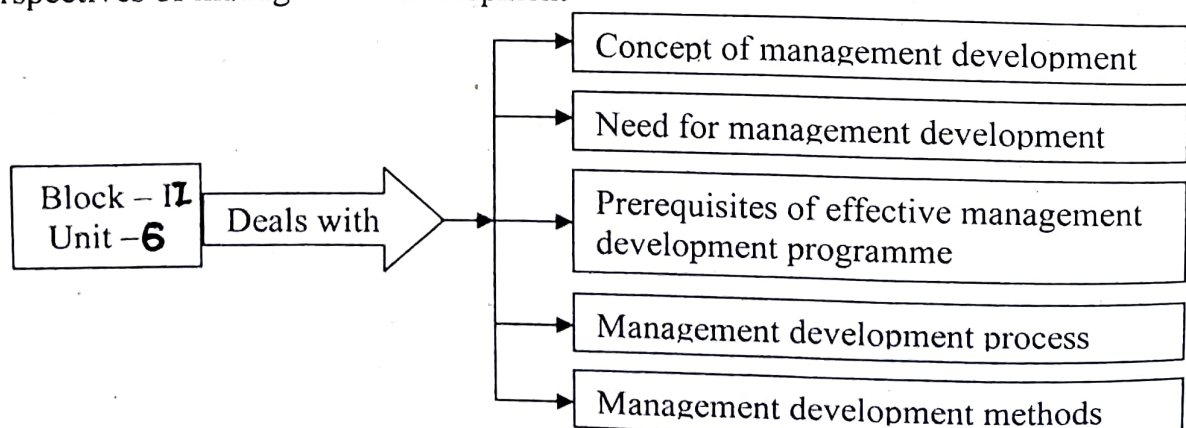 Concept of management development
Need for management development
Block – II
Unit –6
Deals with
Prerequisites of effective management
development programme
Management development process
Management development methods